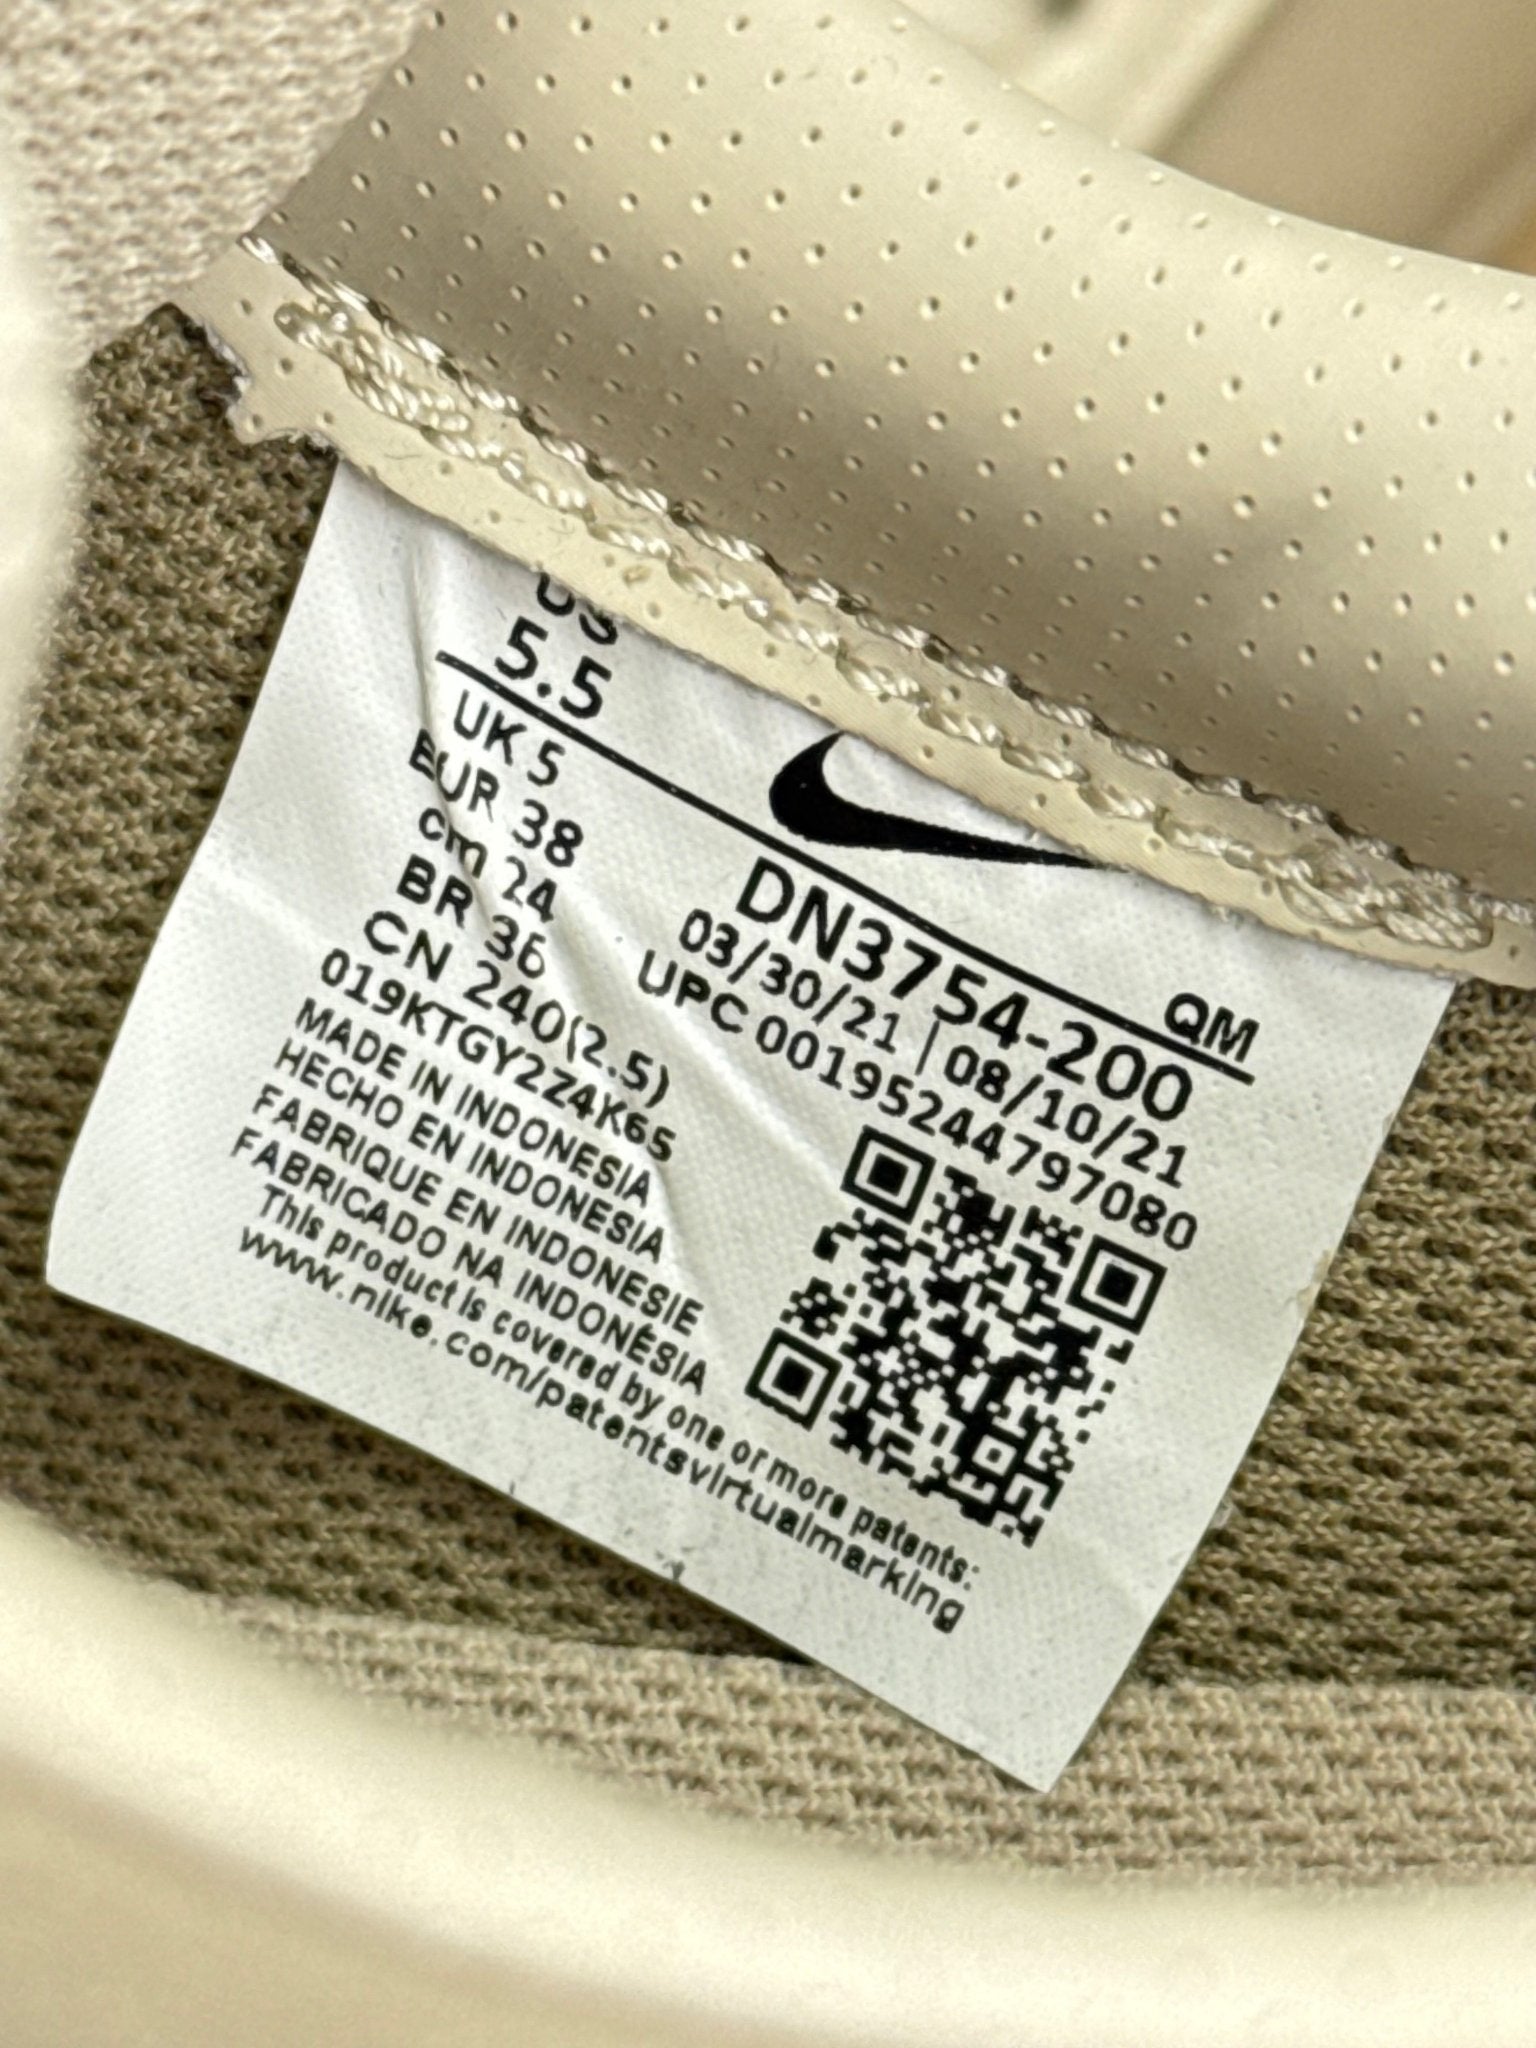 US
5.5
UK 5
EUR 38
cm 24
BR 36
CN 240(2.5)
019KTGY2Z4K65
MADE IN INDONESIA
HECHO EN INDONESIA
FABRIQUE EN INDONESIE
FABRICADO NA INDONÉSIA
This product is covered by one or more patents:
www.nike.com/patentsvirtualmarking
QM
DN3754-200
03/30/21 | 08/10/21
UPC 00195244797080